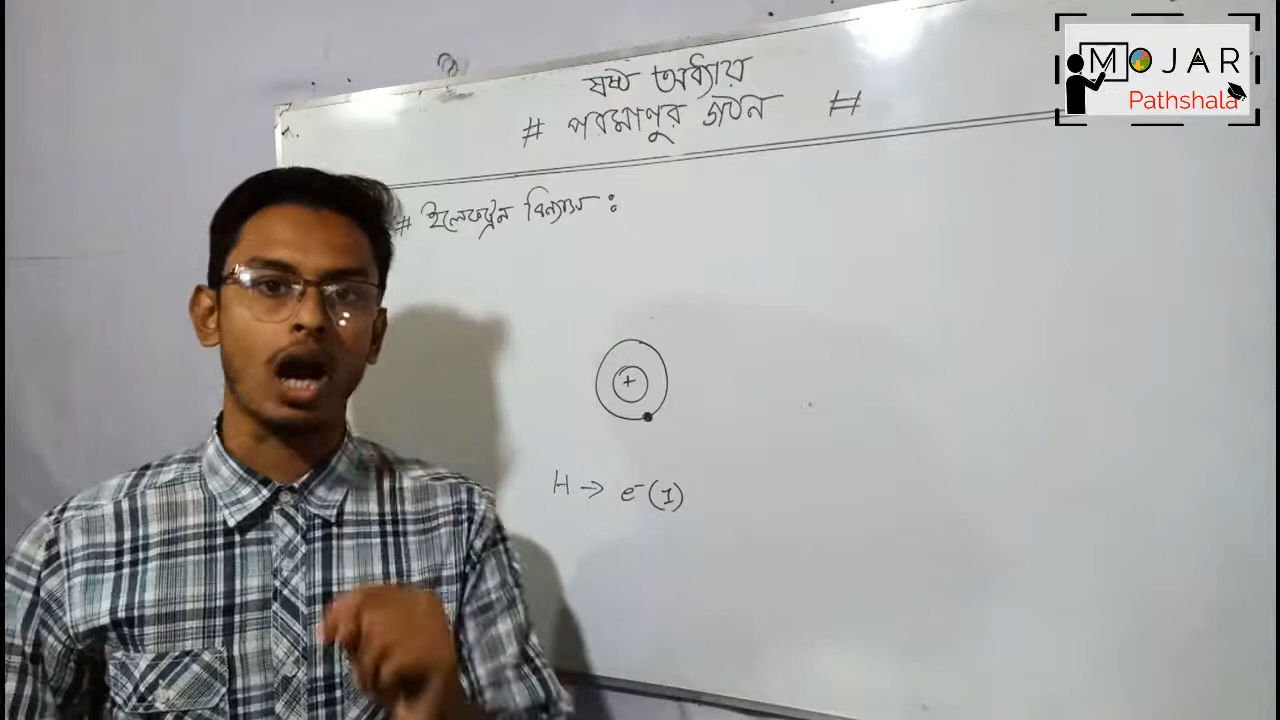 MOJAR
Pathshala
ষষ্ঠ অধ্যায়
# পরমাণুর গঠন #
# ইলেকট্রন বিন্যাস :
+
H → e⁻(1)